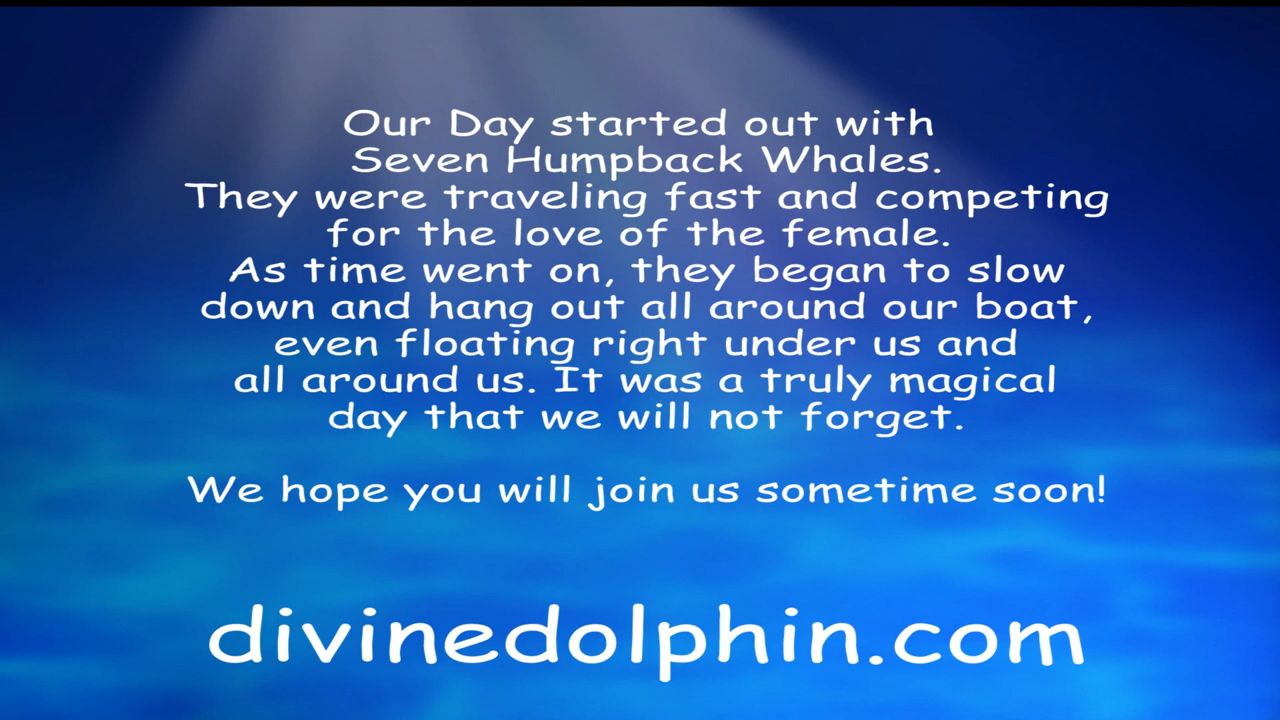 Our Day started out with
Seven Humpback Whales.
They were traveling fast and competing
for the love of the female.
As time went on, they began to slow
down and hang out all around our boat,
even floating right under us and
all around us. It was a truly magical
day that we will not forget.
We hope you will join us sometime soon!
divinedolphin.com